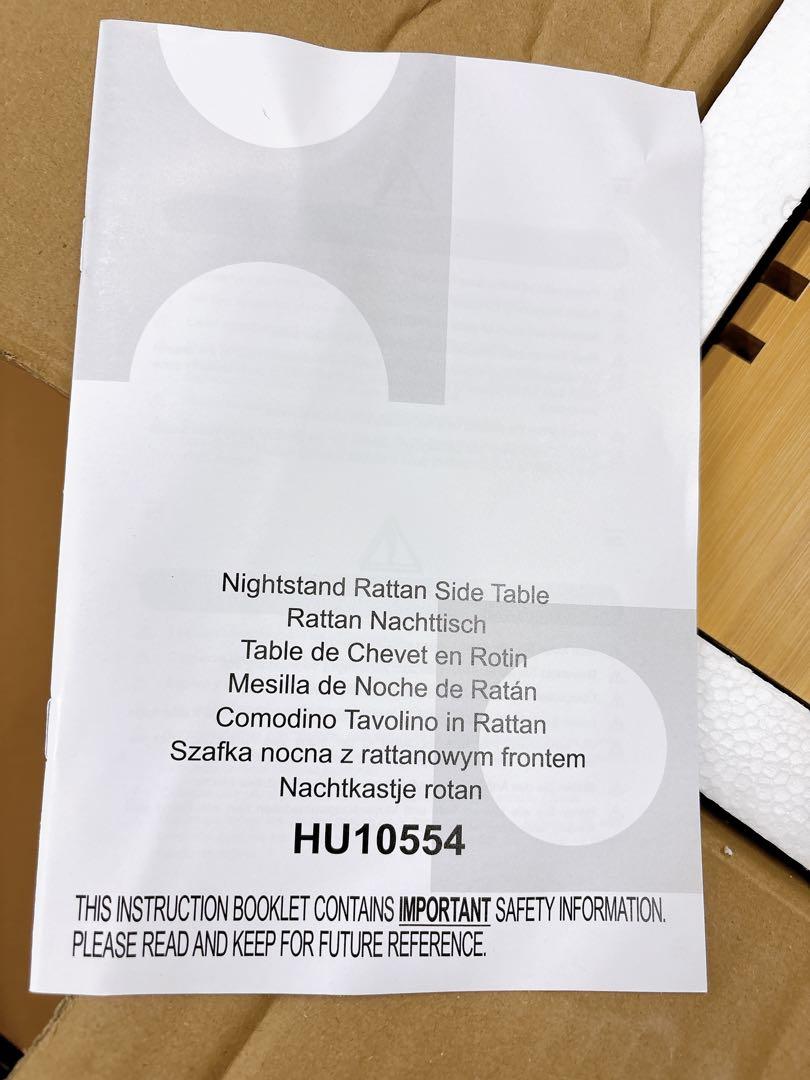 Nightstand Rattan Side Table
Rattan Nachttisch
Table de Chevet en Rotin
Mesilla de Noche de Ratán
Comodino Tavolino in Rattan
Szafka nocna z rattanowym frontem
Nachtkastje rotan
HU10554
THIS INSTRUCTION BOOKLET CONTAINS IMPORTANT SAFETY INFORMATION.
PLEASE READ AND KEEP FOR FUTURE REFERENCE.